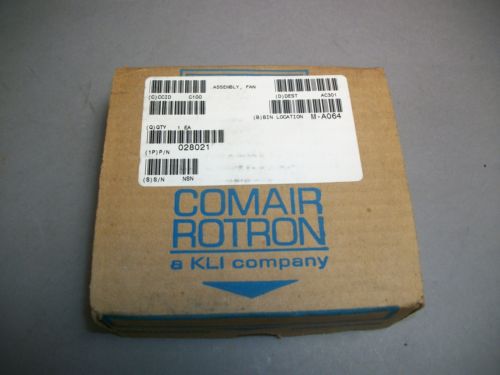 ASSEMBLY, FAN
(C)CCID C100 (D)DEST AC301
(B)BIN LOCATION M-A064
(Q)QTY 1 EA
(1P)P/N 028021
(S)S/N NSN
COMAIR
ROTRON
a KLI company